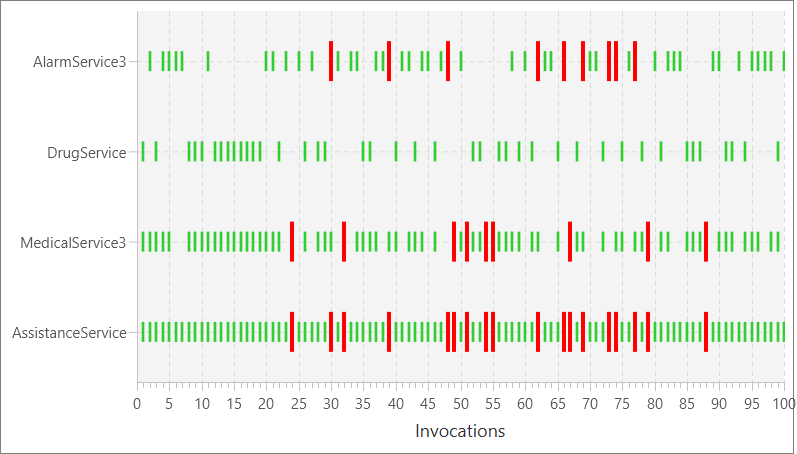 AlarmService3
DrugService
MedicalService3
AssistanceService
0 5 10 15 20 25 30 35 40 45 50 55 60 65 70 75 80 85 90 95 100
Invocations